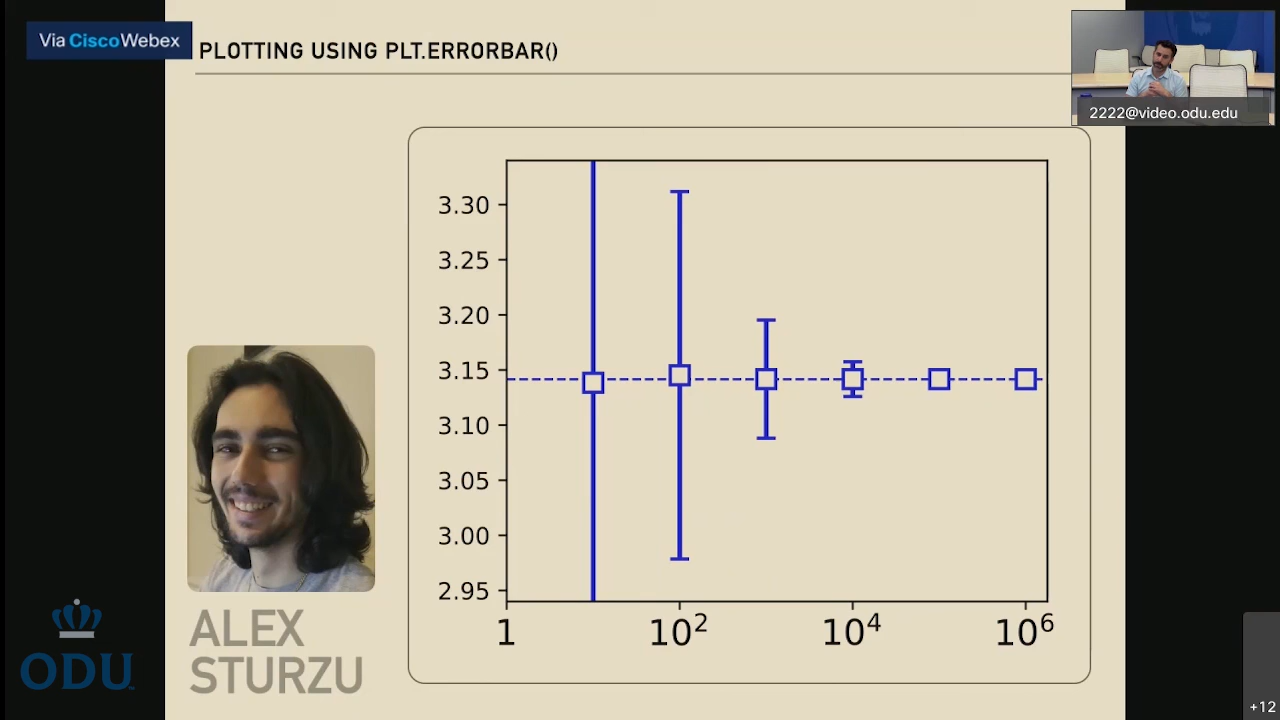 Via CiscoWebex
PLOTTING USING PLT.ERRORBAR()
2222@video.odu.edu
3.30
3.25
3.20
3.15
3.10
3.05
3.00
2.95
1 10² 10⁴ 10⁶
ALEX
STURZU
ODU
+12